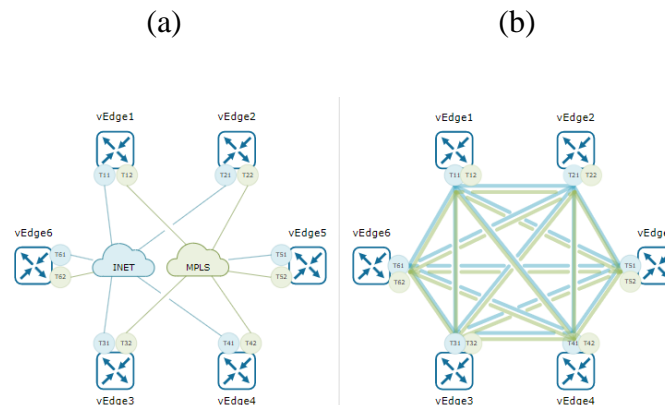 (a) (b)
vEdge1 vEdge2 vEdge1 vEdge2
T11 T12 T21 T22 T11 T12 T21 T22
vEdge6 vEdge5 vEdge6
T61 T51 T61 T51
INET MPLS
T62 T52 T62 T52
T31 T32 T41 T42 T31 T32 T41 T42
vEdge3 vEdge4 vEdge3 vEdge4